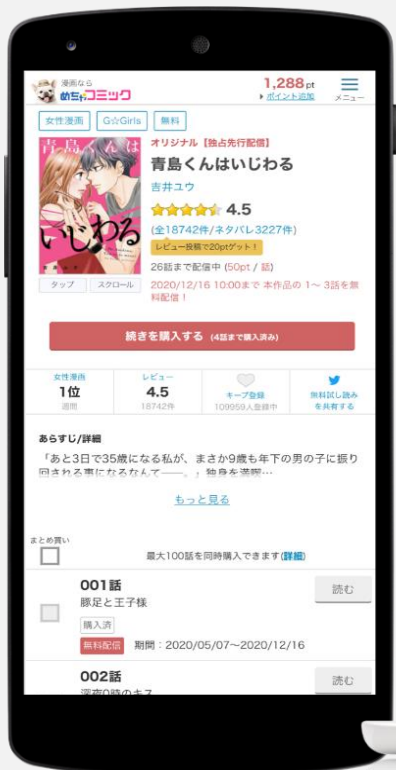 漫画なら
めちゃコミック
1,288pt
ポイント追加
メニュー
女性漫画
G☆Girls
無料
青島くんは
いじわる
オリジナル【独占先行配信】
青島くんはいじわる
吉井ユウ
4.5
(全18742件/ネタバレ3227件)
レビュー投稿で20ptゲット！
26話まで配信中 (50pt / 話)
2020/12/16 10:00まで 本作品の 1〜 3話を無
料配信！
タップ
スクロール
続きを購入する (4話まで購入済み)
女性漫画
1位
週間
レビュー
4.5
18742件
キープ登録
109959人登録中
無料試し読み
を共有する
あらすじ/詳細
「あと3日で35歳になる私が、まさか9歳も年下の男の子に振り
回される事になるなんて――。」独身を満喫…
もっと見る
まとめ買い
最大100話を同時購入できます(詳細)
001話
豚足と王子様
購入済
無料配信
期間：2020/05/07〜2020/12/16
読む
002話
深夜0時のキス
読む